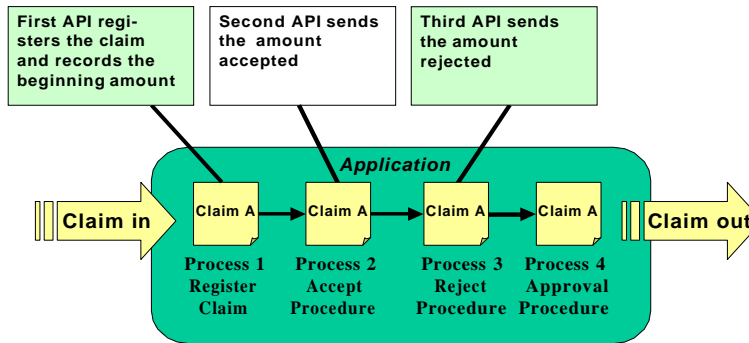 First API regi-
sters the claim
and records the
beginning amount
Second API sends
the amount
accepted
Third API sends
the amount
rejected
Application
Claim in
Claim A
Claim A
Claim A
Claim A
Claim out
Process 1
Register
Claim
Process 2
Accept
Procedure
Process 3
Reject
Procedure
Process 4
Approval
Procedure